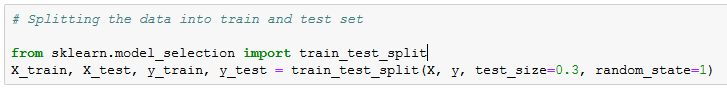 # Splitting the data into train and test set
from sklearn.model_selection import train_test_split
X_train, X_test, y_train, y_test = train_test_split(X, y, test_size=0.3, random_state=1)